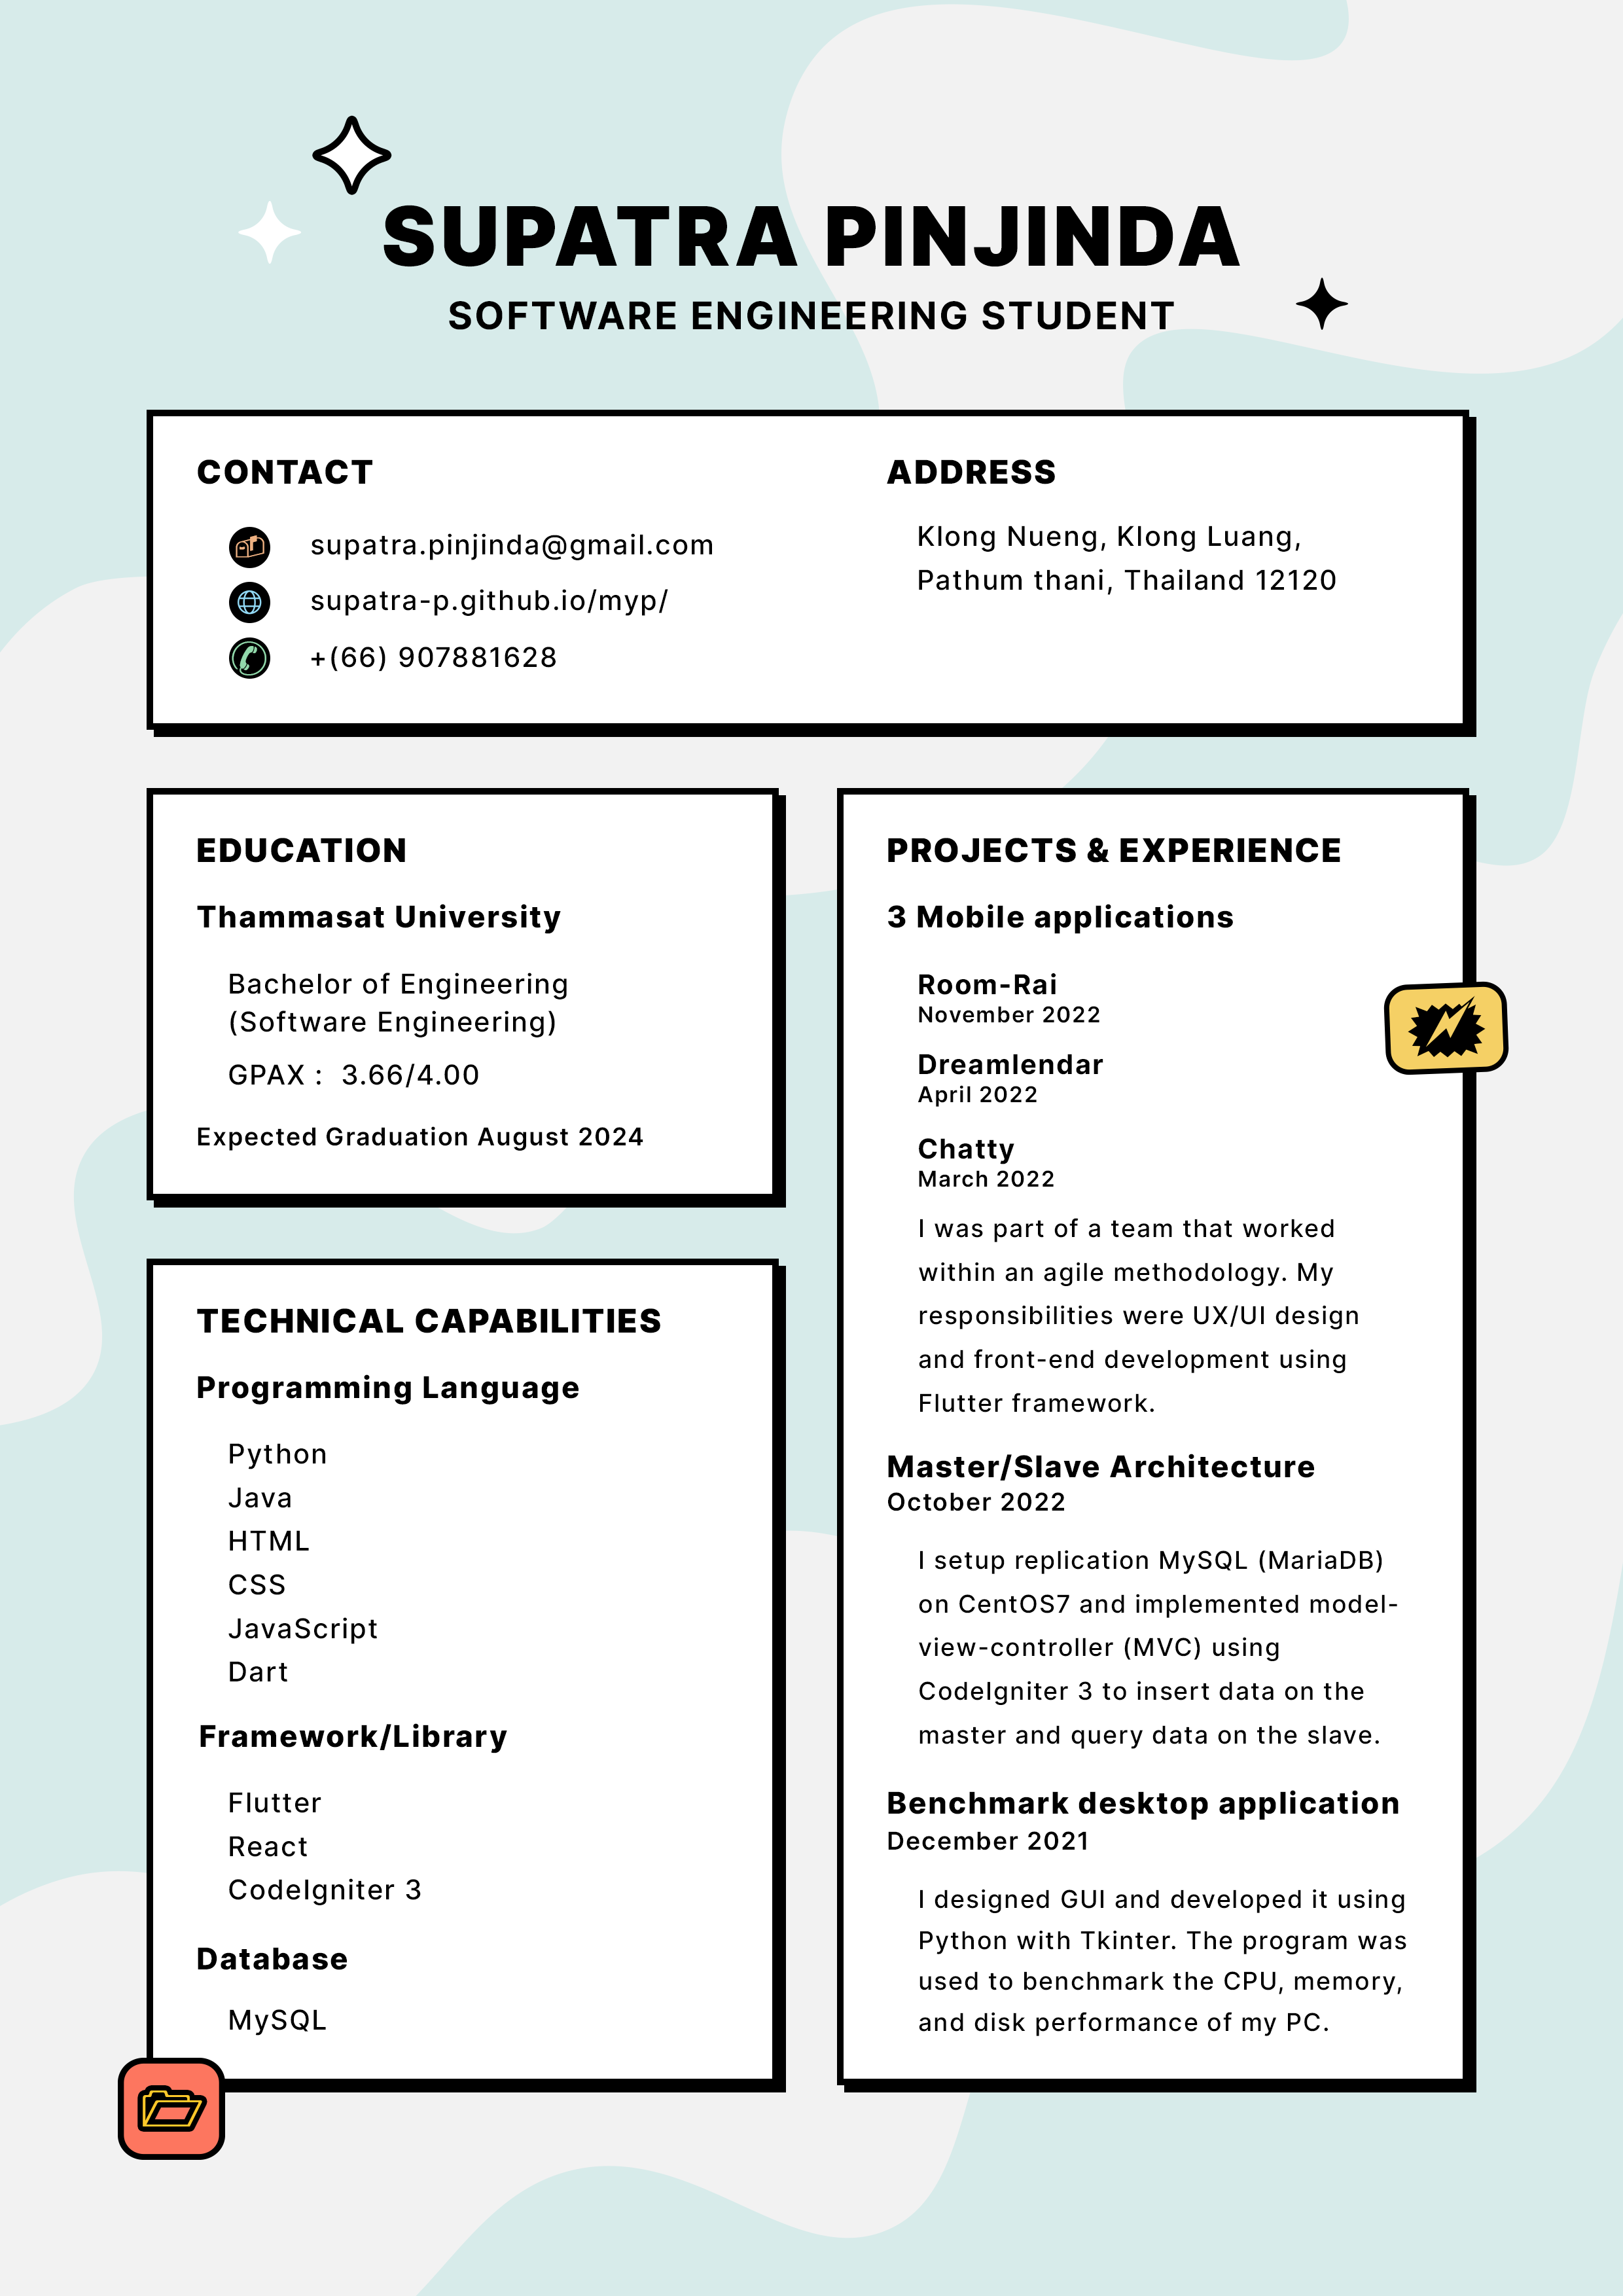 SUPATRA PINJINDA
SOFTWARE ENGINEERING STUDENT
CONTACT
supatra.pinjinda@gmail.com
supatra-p.github.io/myp/
+(66) 907881628
ADDRESS
Klong Nueng, Klong Luang,
Pathum thani, Thailand 12120
EDUCATION
Thammasat University
Bachelor of Engineering
(Software Engineering)
GPAX : 3.66/4.00
Expected Graduation August 2024
TECHNICAL CAPABILITIES
Programming Language
Python
Java
HTML
CSS
JavaScript
Dart
Framework/Library
Flutter
React
CodeIgniter 3
Database
MySQL
PROJECTS & EXPERIENCE
3 Mobile applications
Room-Rai
November 2022
Dreamlendar
April 2022
Chatty
March 2022
I was part of a team that worked
within an agile methodology. My
responsibilities were UX/UI design
and front-end development using
Flutter framework.
Master/Slave Architecture
October 2022
I setup replication MySQL (MariaDB)
on CentOS7 and implemented model-
view-controller (MVC) using
CodeIgniter 3 to insert data on the
master and query data on the slave.
Benchmark desktop application
December 2021
I designed GUI and developed it using
Python with Tkinter. The program was
used to benchmark the CPU, memory,
and disk performance of my PC.